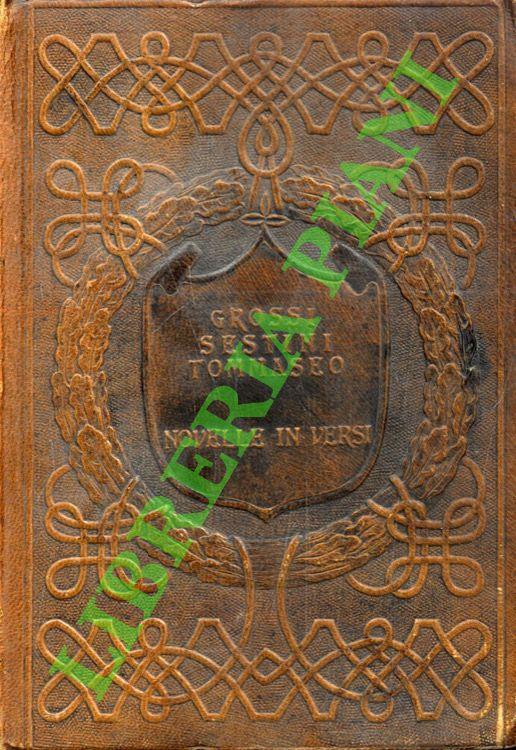 GROSSI
SESTINI
TOMMASEO
NOVELLE IN VERSI
LIBRERIA PIANI